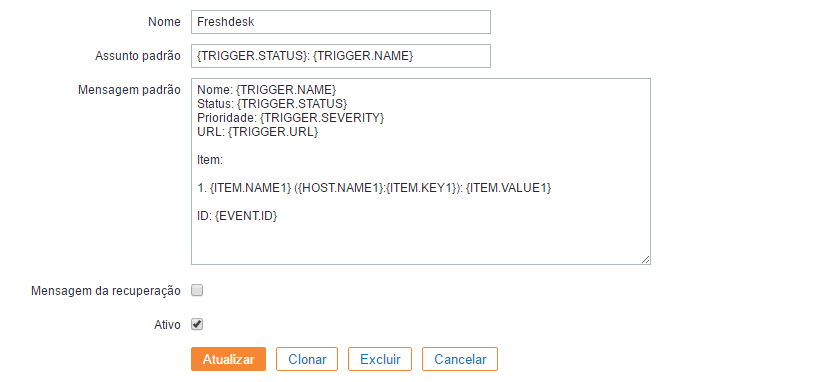 Nome Freshdesk
Assunto padrão {TRIGGER.STATUS}: {TRIGGER.NAME}
Mensagem padrão Nome: {TRIGGER.NAME}
Status: {TRIGGER.STATUS}
Prioridade: {TRIGGER.SEVERITY}
URL: {TRIGGER.URL}
Item:
1. {ITEM.NAME1} ({HOST.NAME1}:{ITEM.KEY1}): {ITEM.VALUE1}
ID: {EVENT.ID}
Mensagem da recuperação
Ativo
Atualizar Clonar Excluir Cancelar